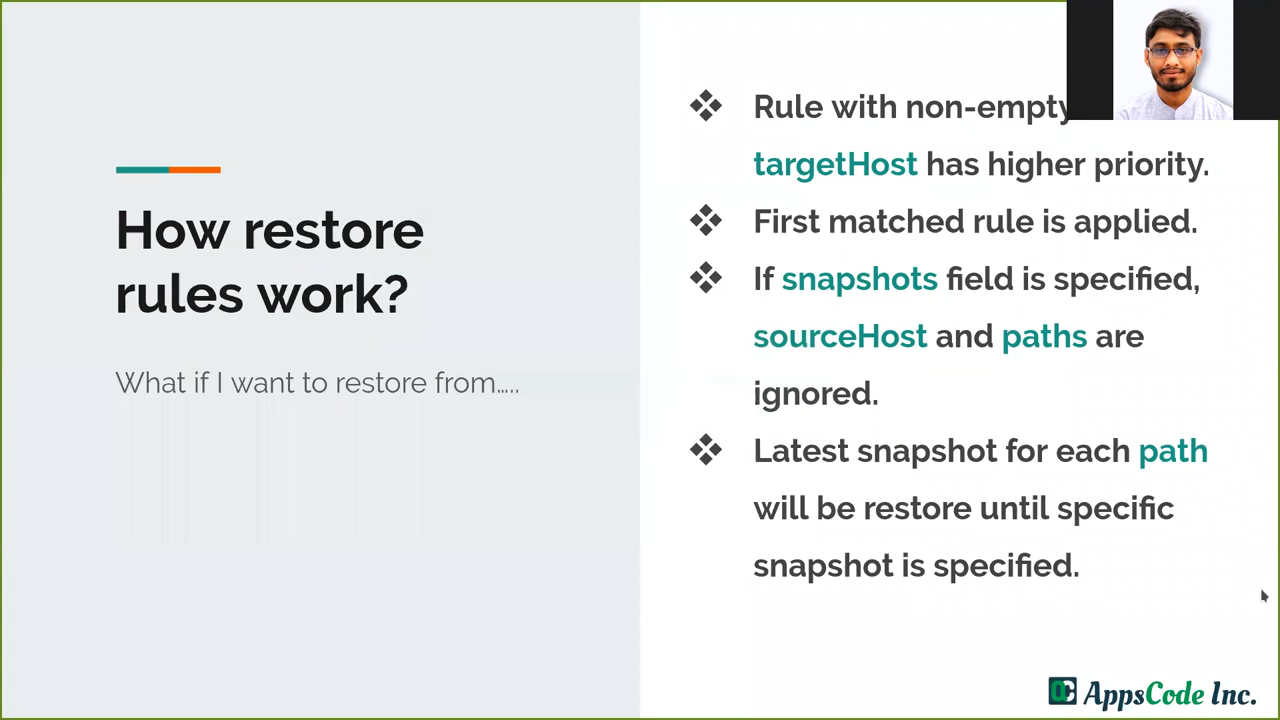 How restore
rules work?
What if I want to restore from.....
Rule with non-empty
targetHost has higher priority.
First matched rule is applied.
If snapshots field is specified,
sourceHost and paths are
ignored.
Latest snapshot for each path
will be restore until specific
snapshot is specified.
AppsCode Inc.